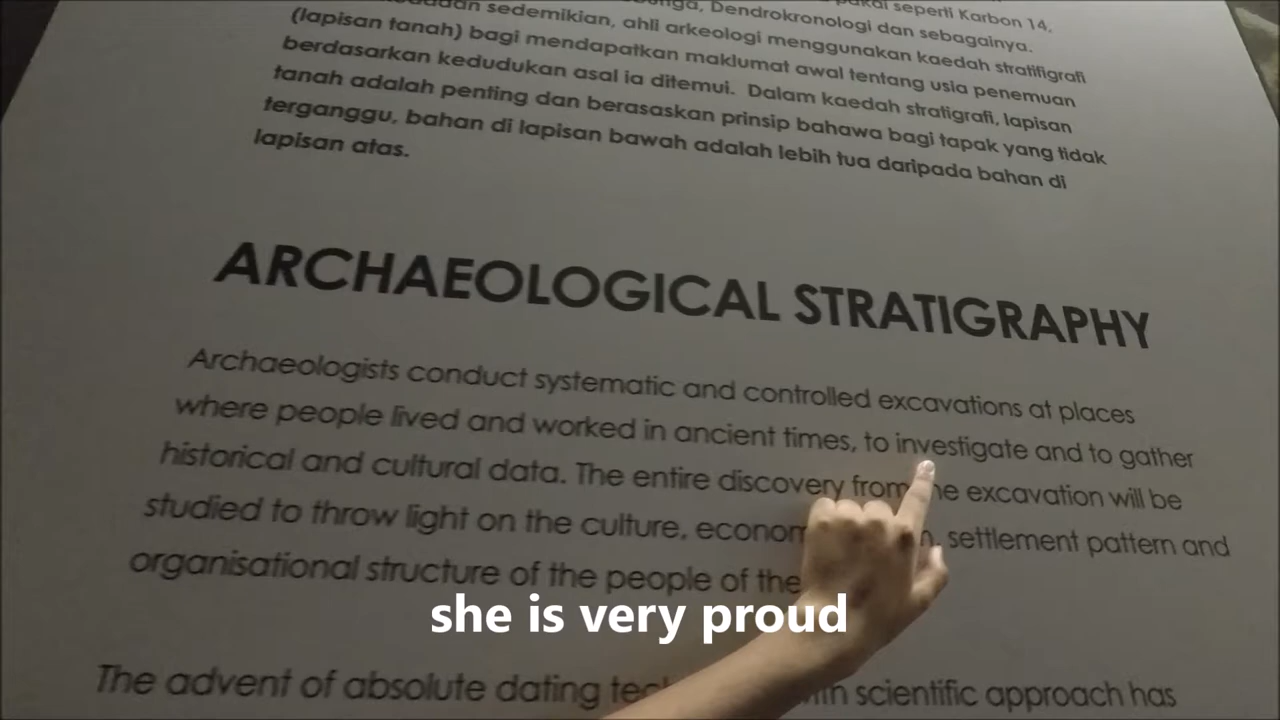 Dendrokronologi dan sebagainya.
sedemikian, ahli arkeologi menggunakan kaedah stratifigrafi
(lapisan tanah) bagi mendapatkan maklumat awal tentang usia penemuan
berdasarkan kedudukan asal ia ditemui. Dalam kaedah stratigrafi, lapisan
tanah adalah penting dan berasaskan prinsip bahawa bagi tapak yang tidak
terganggu, bahan di lapisan bawah adalah lebih tua daripada bahan di
lapisan atas.
seperti Karbon 14,
ARCHAEOLOGICAL STRATIGRAPHY
Archaeologists conduct systematic and controlled excavations at places
where people lived and worked in ancient times, to investigate and to gather
historical and cultural data. The entire discovery from excavation will be
studied to throw light on the culture, settlement pattern and
organisational structure of the people of the
she is very proud
The advent of absolute dating scientific approach has